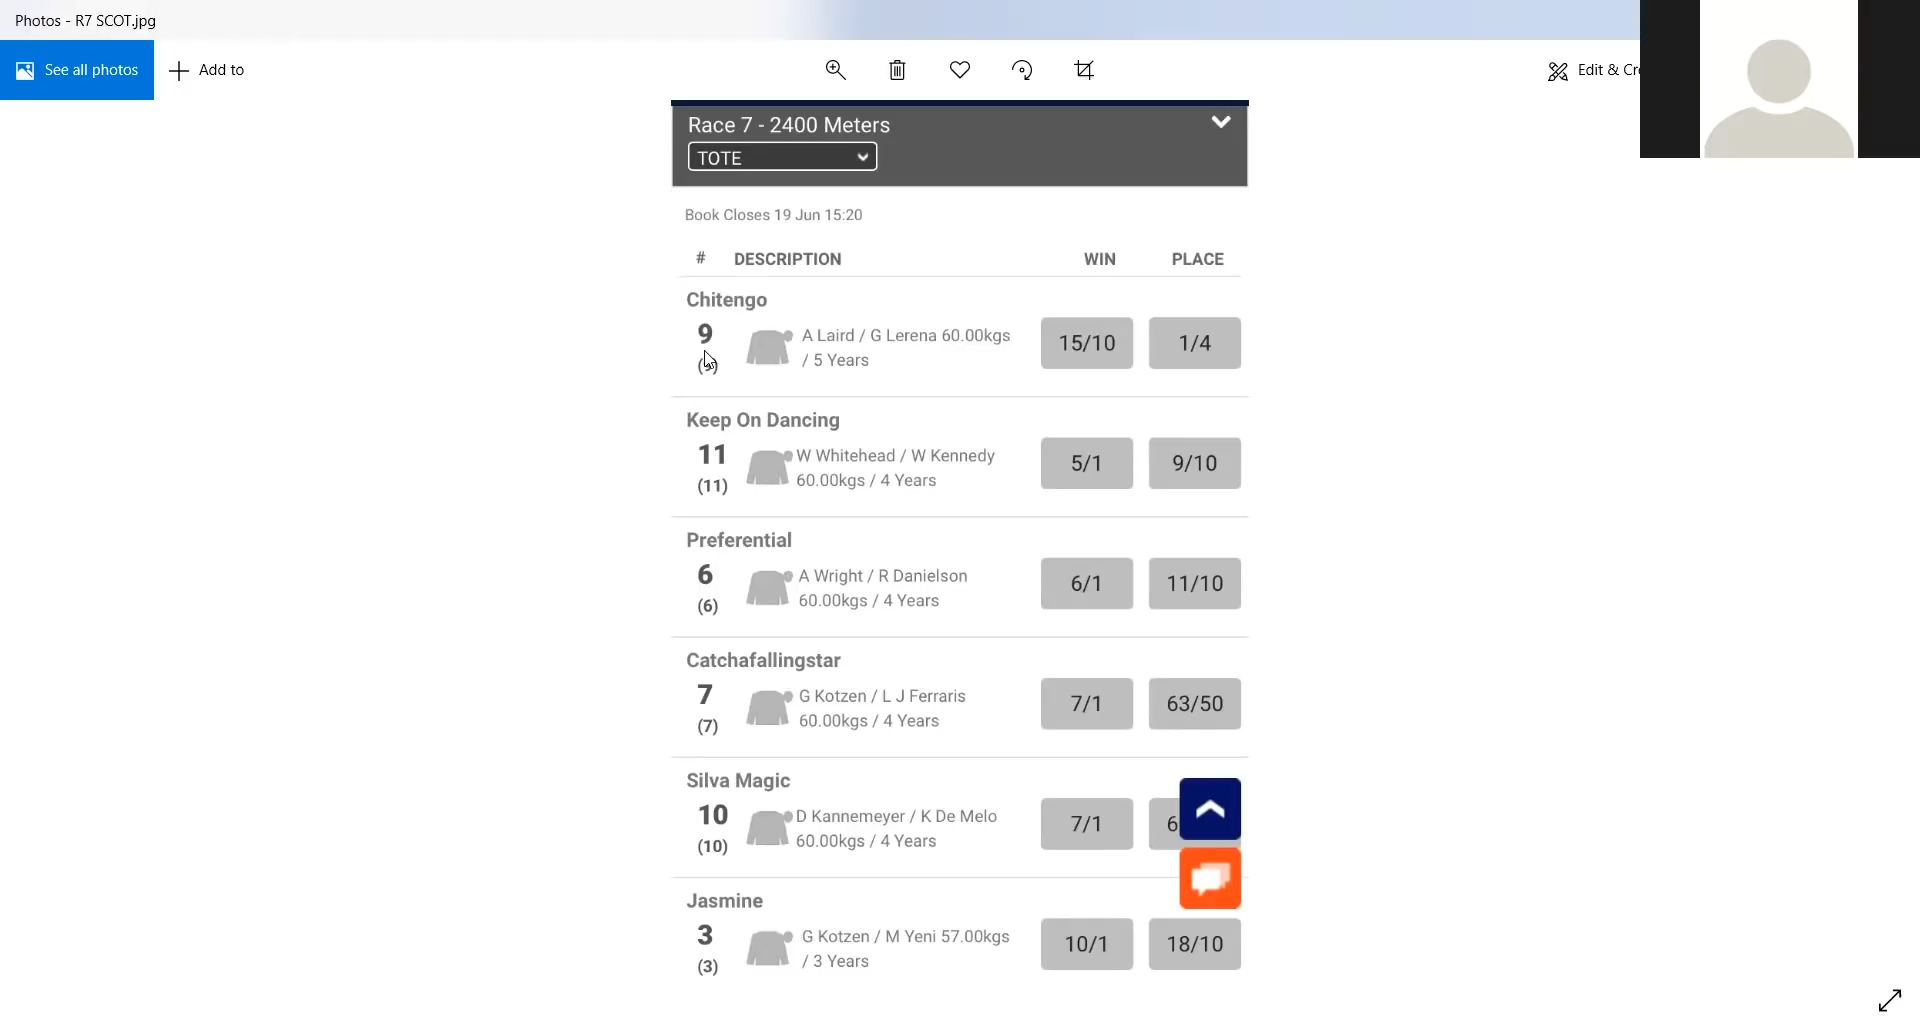 Photos - R7 SCOT.jpg
See all photos
Add to
Edit &
Race 7 - 2400 Meters
TOTE
Book Closes 19 Jun 15:20
# DESCRIPTION WIN PLACE
Chitengo
9 A Laird / G Lerena 60.00kgs 15/10 1/4
/ 5 Years
Keep On Dancing
11 W Whitehead / W Kennedy 5/1 9/10
(11) 60.00kgs / 4 Years
Preferential
6 A Wright / R Danielson 6/1 11/10
(6) 60.00kgs / 4 Years
Catchafallingstar
7 G Kotzen / L J Ferraris 7/1 63/50
(7) 60.00kgs / 4 Years
Silva Magic
10 D Kannemeyer / K De Melo 7/1
(10) 60.00kgs / 4 Years
Jasmine
3 G Kotzen / M Yeni 57.00kgs 10/1 18/10
(3) / 3 Years